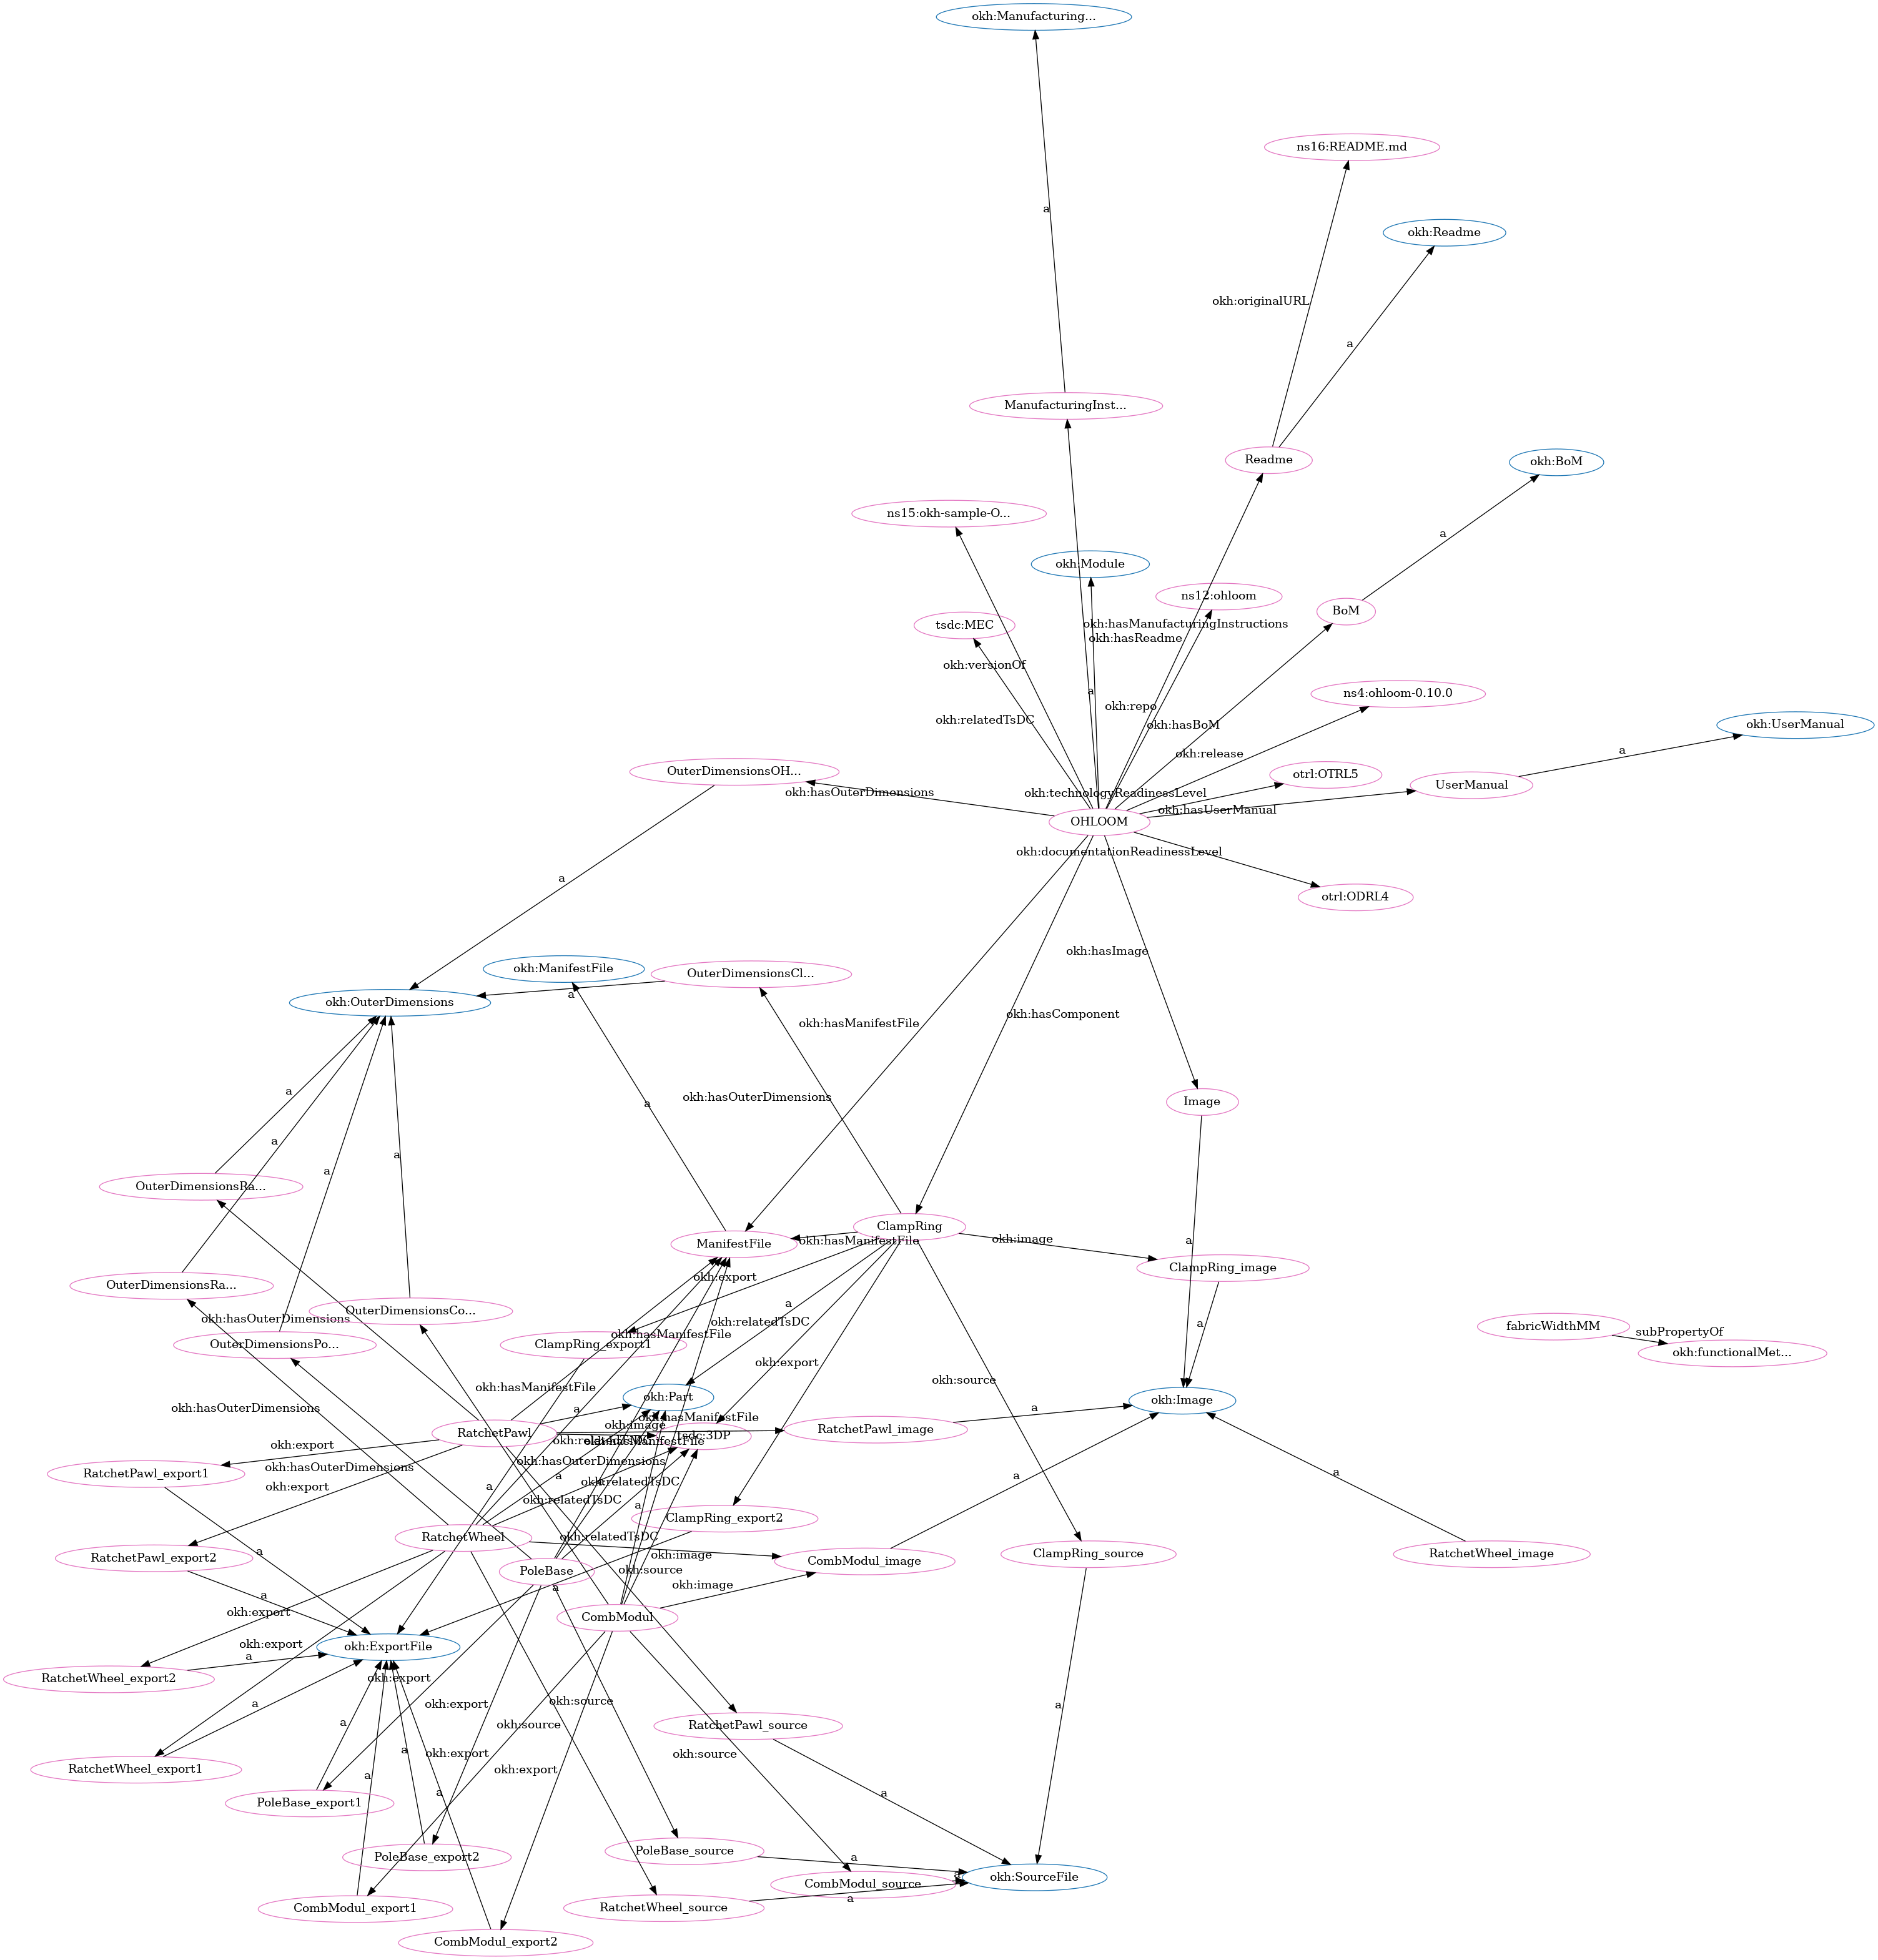 okh:Manufacturing...
ns16:README.md
a
okh:Readme
okh:originalURL
a
ManufacturingInst...
Readme
okh:BoM
ns15:okh-sample-O...
a
okh:Module
ns12:ohloom
BoM
tsdc:MEC
okh:hasManufacturingInstructions
okh:hasReadme
okh:versionOf
a
ns4:ohloom-0.10.0
okh:repo
okh:relatedTsDC
okh:hasBoM
okh:UserManual
okh:release
a
OuterDimensionsOH...
otrl:OTRL5
UserManual
okh:hasOuterDimensions
okh:technologyReadinessLevel
okh:hasUserManual
OHLOOM
okh:documentationReadinessLevel
a
otrl:ODRL4
okh:hasImage
okh:ManifestFile
OuterDimensionsCl...
a
okh:OuterDimensions
okh:hasComponent
okh:hasManifestFile
a
okh:hasOuterDimensions
a
Image
a
a
a
OuterDimensionsRa...
ClampRing
ManifestFile
okh:hasManifestFile
okh:image
a
ClampRing_image
okh:export
OuterDimensionsRa...
a
OuterDimensionsCo...
okh:hasOuterDimensions
okh:relatedTsDC
a
fabricWidthMM
subPropertyOf
okh:hasManifestFile
OuterDimensionsPo...
ClampRing_export1
okh:functionalMet...
okh:export
okh:source
okh:hasManifestFile
okh:Part
okh:Image
okh:hasOuterDimensions
a
a
okh:hasManifestFile
okh:image
RatchetPawl
RatchetPawl_image
tsdc:3DP
okh:relatedTsDC
okh:hasManifestFile
okh:export
okh:hasOuterDimensions
RatchetPawl_export1
okh:hasOuterDimensions
a
a
a
okh:relatedTsDC
okh:export
a
a
okh:relatedTsDC
a
ClampRing_export2
RatchetWheel
okh:relatedTsDC
a
RatchetPawl_export2
okh:image
CombModul_image
ClampRing_source
RatchetWheel_image
PoleBase
okh:source
okh:image
a
a
okh:export
CombModul
okh:export
okh:ExportFile
a
RatchetWheel_export2
okh:export
okh:source
a
okh:export
a
okh:source
RatchetPawl_source
a
a
okh:export
okh:source
RatchetWheel_export1
okh:export
a
a
a
PoleBase_export1
PoleBase_source
PoleBase_export2
a
a
okh:SourceFile
CombModul_source
a
CombModul_export1
RatchetWheel_source
CombModul_export2